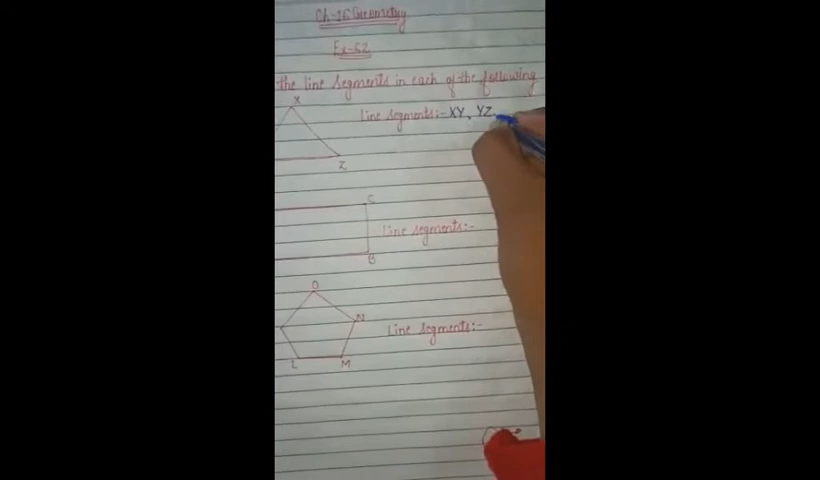 Ch-16 Geometry
Ex-62
the line segments in each of the following
X
Line segments:- XY, YZ
Z
C
Line segments:-
B
O
N
Line segments:-
L
M